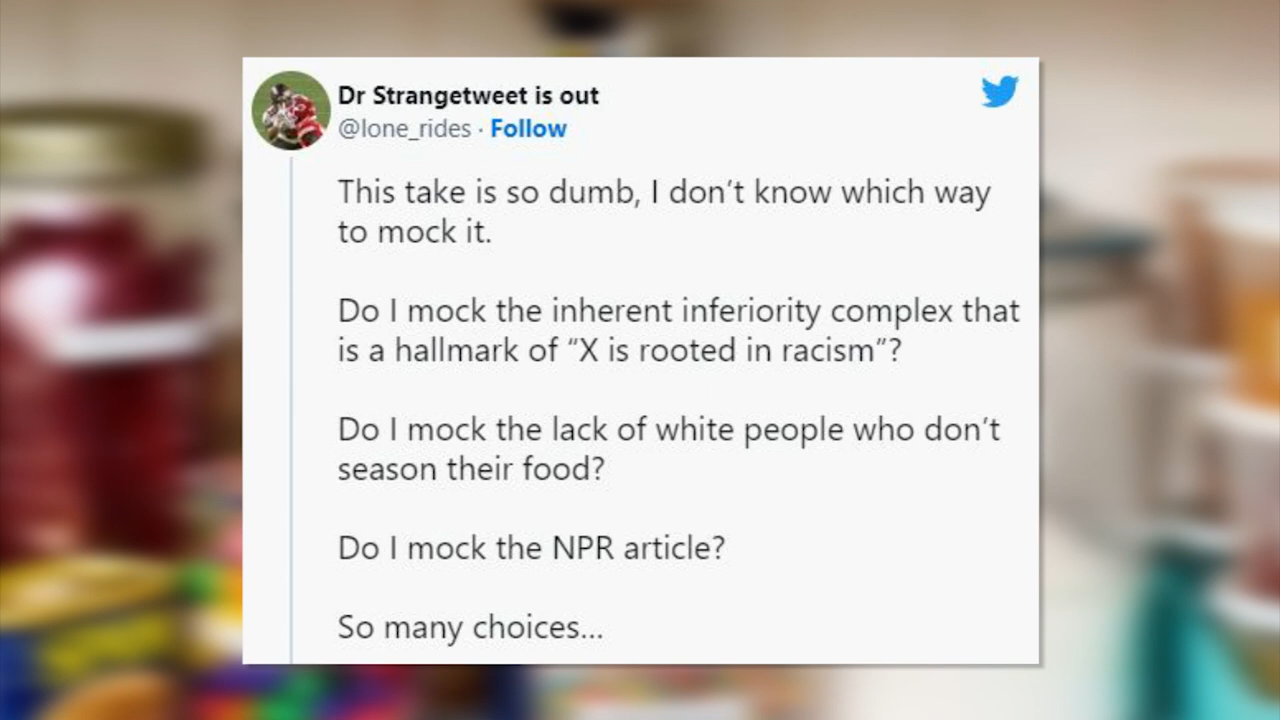 Dr Strangetweet is out
@lone_rides · Follow
This take is so dumb, I don't know which way
to mock it.
Do I mock the inherent inferiority complex that
is a hallmark of “X is rooted in racism”?
Do I mock the lack of white people who don't
season their food?
Do I mock the NPR article?
So many choices...